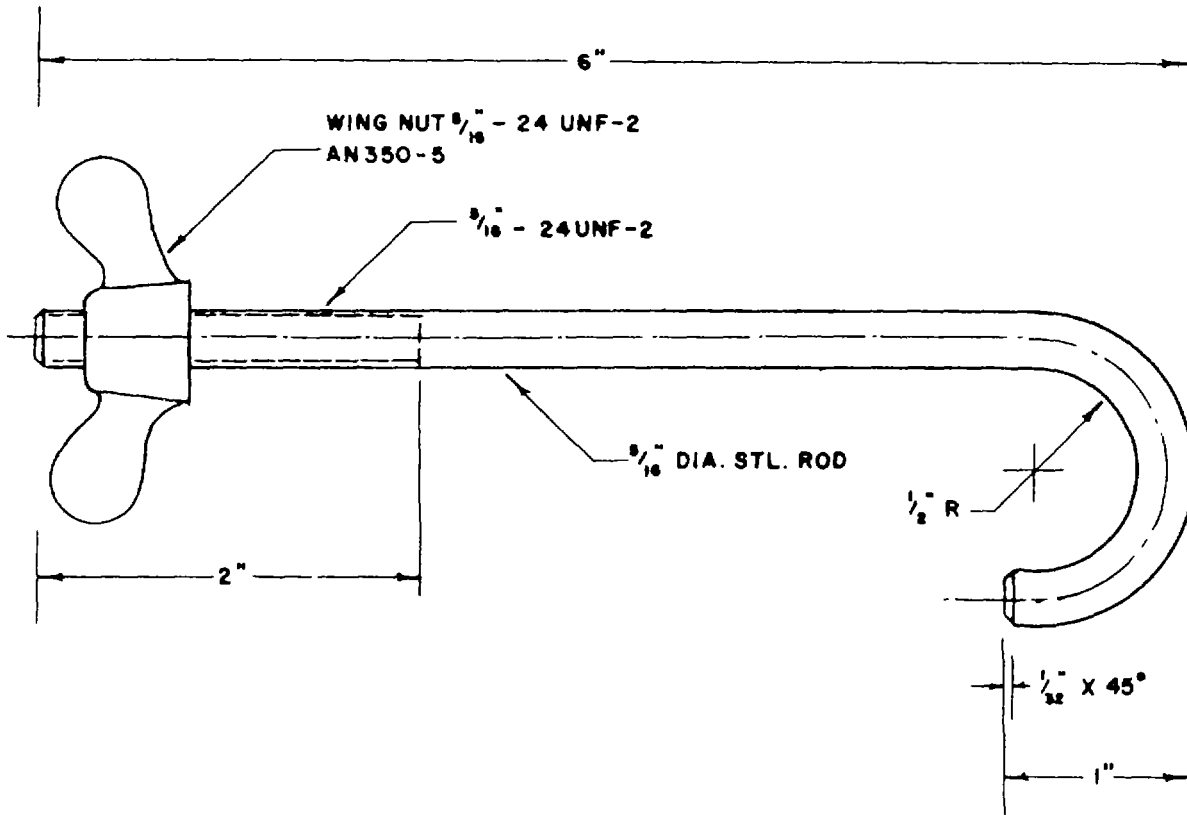 6"
WING NUT 5/16" - 24 UNF-2
AN350-5
5/16" - 24UNF-2
5/16" DIA. STL. ROD
1/2" R
2"
1/32" X 45°
1"